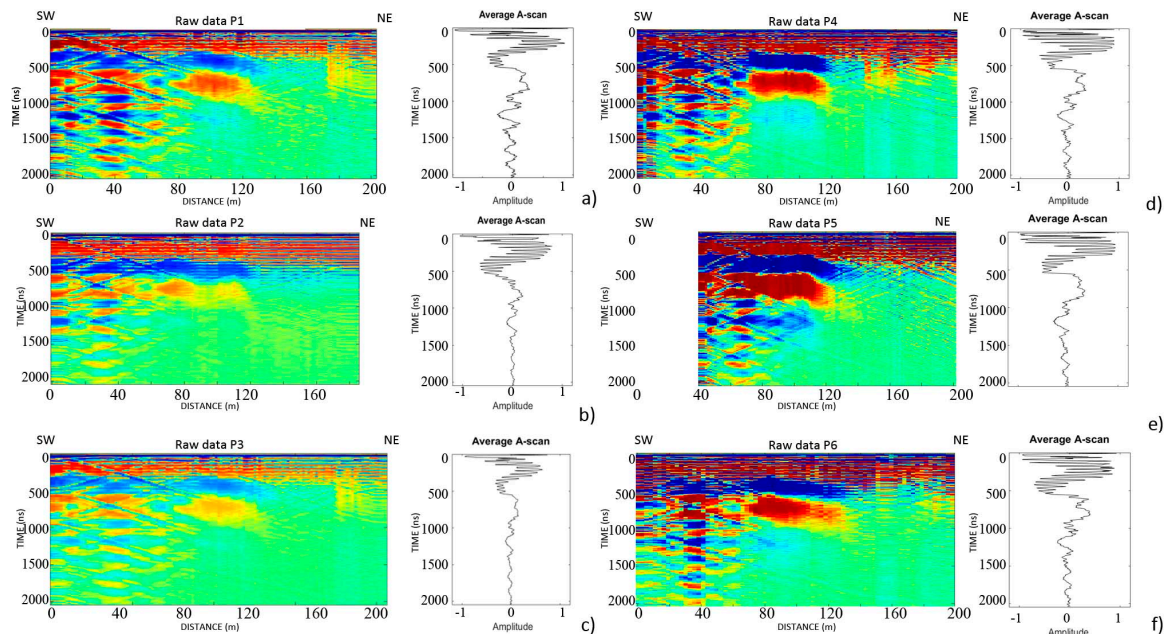 SW Raw data P1 NE
Average A-scan
0
500
1000
1500
2000
TIME (ns)
0 40 80 120 160 200
DISTANCE (m)
0
500
1000
1500
2000
TIME (ns)
-1 0 1
Amplitude
a)
Raw data P4 NE
Average A-scan
0
500
1000
1500
2000
TIME (ns)
0 40 80 120 160 200
DISTANCE (m)
0
500
1000
1500
2000
TIME (ns)
-1 0 1
Amplitude
d)
SW Raw data P2 NE
Average A-scan
0
500
1000
1500
2000
TIME (ns)
0 40 80 120 160
DISTANCE (m)
0
500
1000
1500
2000
TIME (ns)
-1 0 1
Amplitude
b)
SW Raw data P5 NE
Average A-scan
0
500
1000
1500
2000
TIME (ns)
0 40 80 120 160 200
DISTANCE (m)
0
500
1000
1500
2000
TIME (ns)
-1 0 1
Amplitude
e)
SW Raw data P3 NE
Average A-scan
0
500
1000
1500
2000
TIME (ns)
0 40 80 120 160 200
DISTANCE (m)
0
500
1000
1500
2000
TIME (ns)
-1 0 1
Amplitude
c)
SW Raw data P6 NE
Average A-scan
0
500
1000
1500
2000
TIME (ns)
0 40 80 120 160 200
DISTANCE (m)
0
500
1000
1500
2000
TIME (ns)
-1 0 1
Amplitude
f)